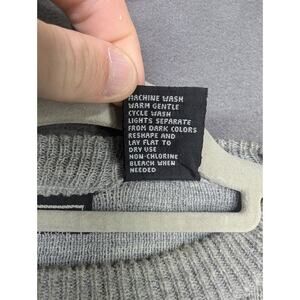 MACHINE WASH
WARM GENTLE
CYCLE WASH
LIGHTS SEPARATE
FROM DARK COLORS
RESHAPE AND
LAY FLAT TO
DRY USE
NON-CHLORINE
BLEACH WHEN
NEEDED